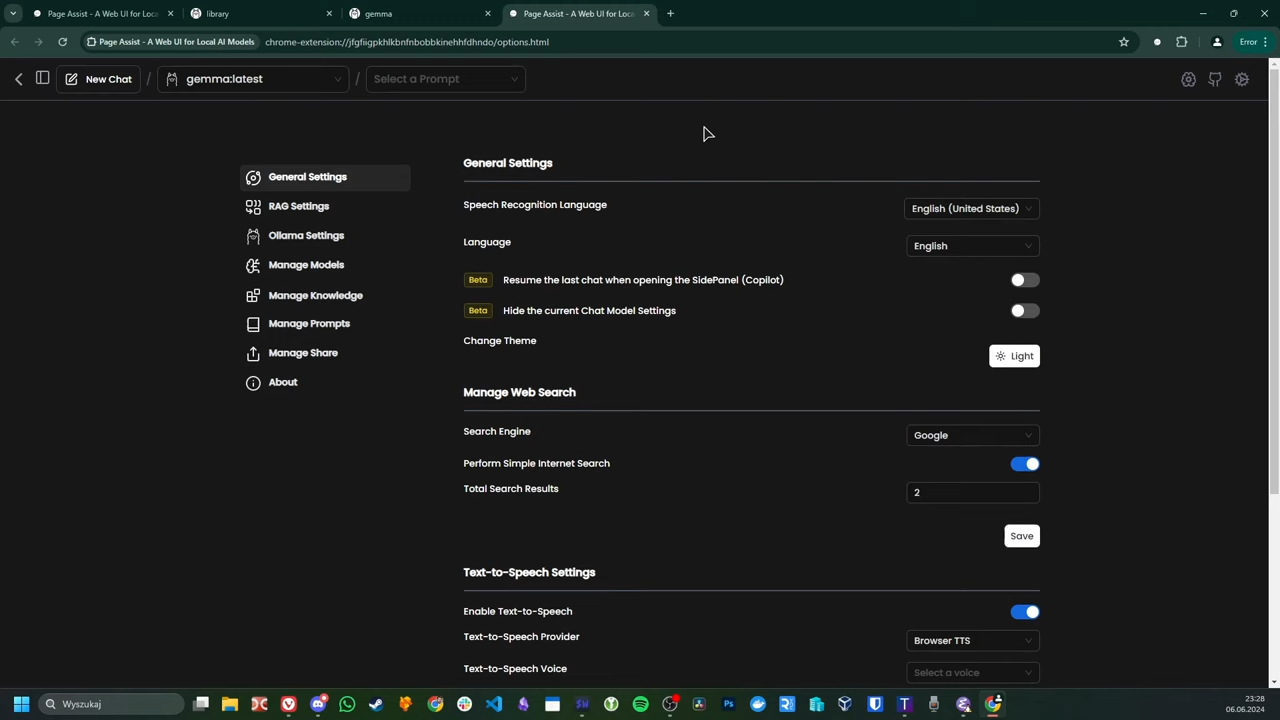 Page Assist - A Web UI for Loca
library
gemma
Page Assist - A Web UI for Loca
Page Assist - A Web UI for Local AI Models
chrome-extension://jfgfiigpkhlkbnfnbobbkinehhfdhndo/options.html
Error
New Chat
/
gemma:latest
/
Select a Prompt
General Settings
RAG Settings
Ollama Settings
Manage Models
Manage Knowledge
Manage Prompts
Manage Share
About
General Settings
Speech Recognition Language
English (United States)
Language
English
Beta
Resume the last chat when opening the SidePanel (Copilot)
Beta
Hide the current Chat Model Settings
Change Theme
Light
Manage Web Search
Search Engine
Google
Perform Simple Internet Search
Total Search Results
2
Save
Text-to-Speech Settings
Enable Text-to-Speech
Text-to-Speech Provider
Browser TTS
Text-to-Speech Voice
Select a voice
Wyszukaj
23:28
06.06.2024